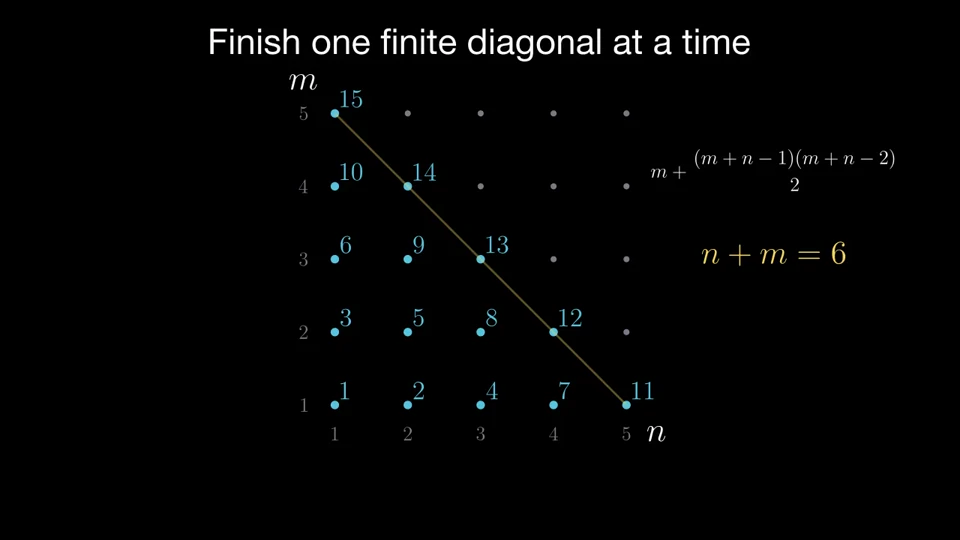 Finish one finite diagonal at a time
m
5 15
4 10 14
3 6 9 13
2 3 5 8 12
1 1 2 4 7 11
1 2 3 4 5 n
m + (m + n − 1)(m + n − 2)
2
n + m = 6